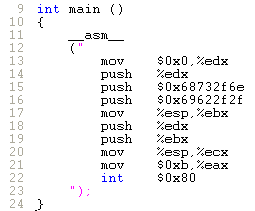 9 int main ()
10 {
11 __asm__
12 ("
13 mov $0x0,%edx
14 push %edx
15 push $0x68732f6e
16 push $0x69622f2f
17 mov %esp,%ebx
18 push %edx
19 push %ebx
20 mov %esp,%ecx
21 mov $0xb,%eax
22 int $0x80
23 ");
24 }